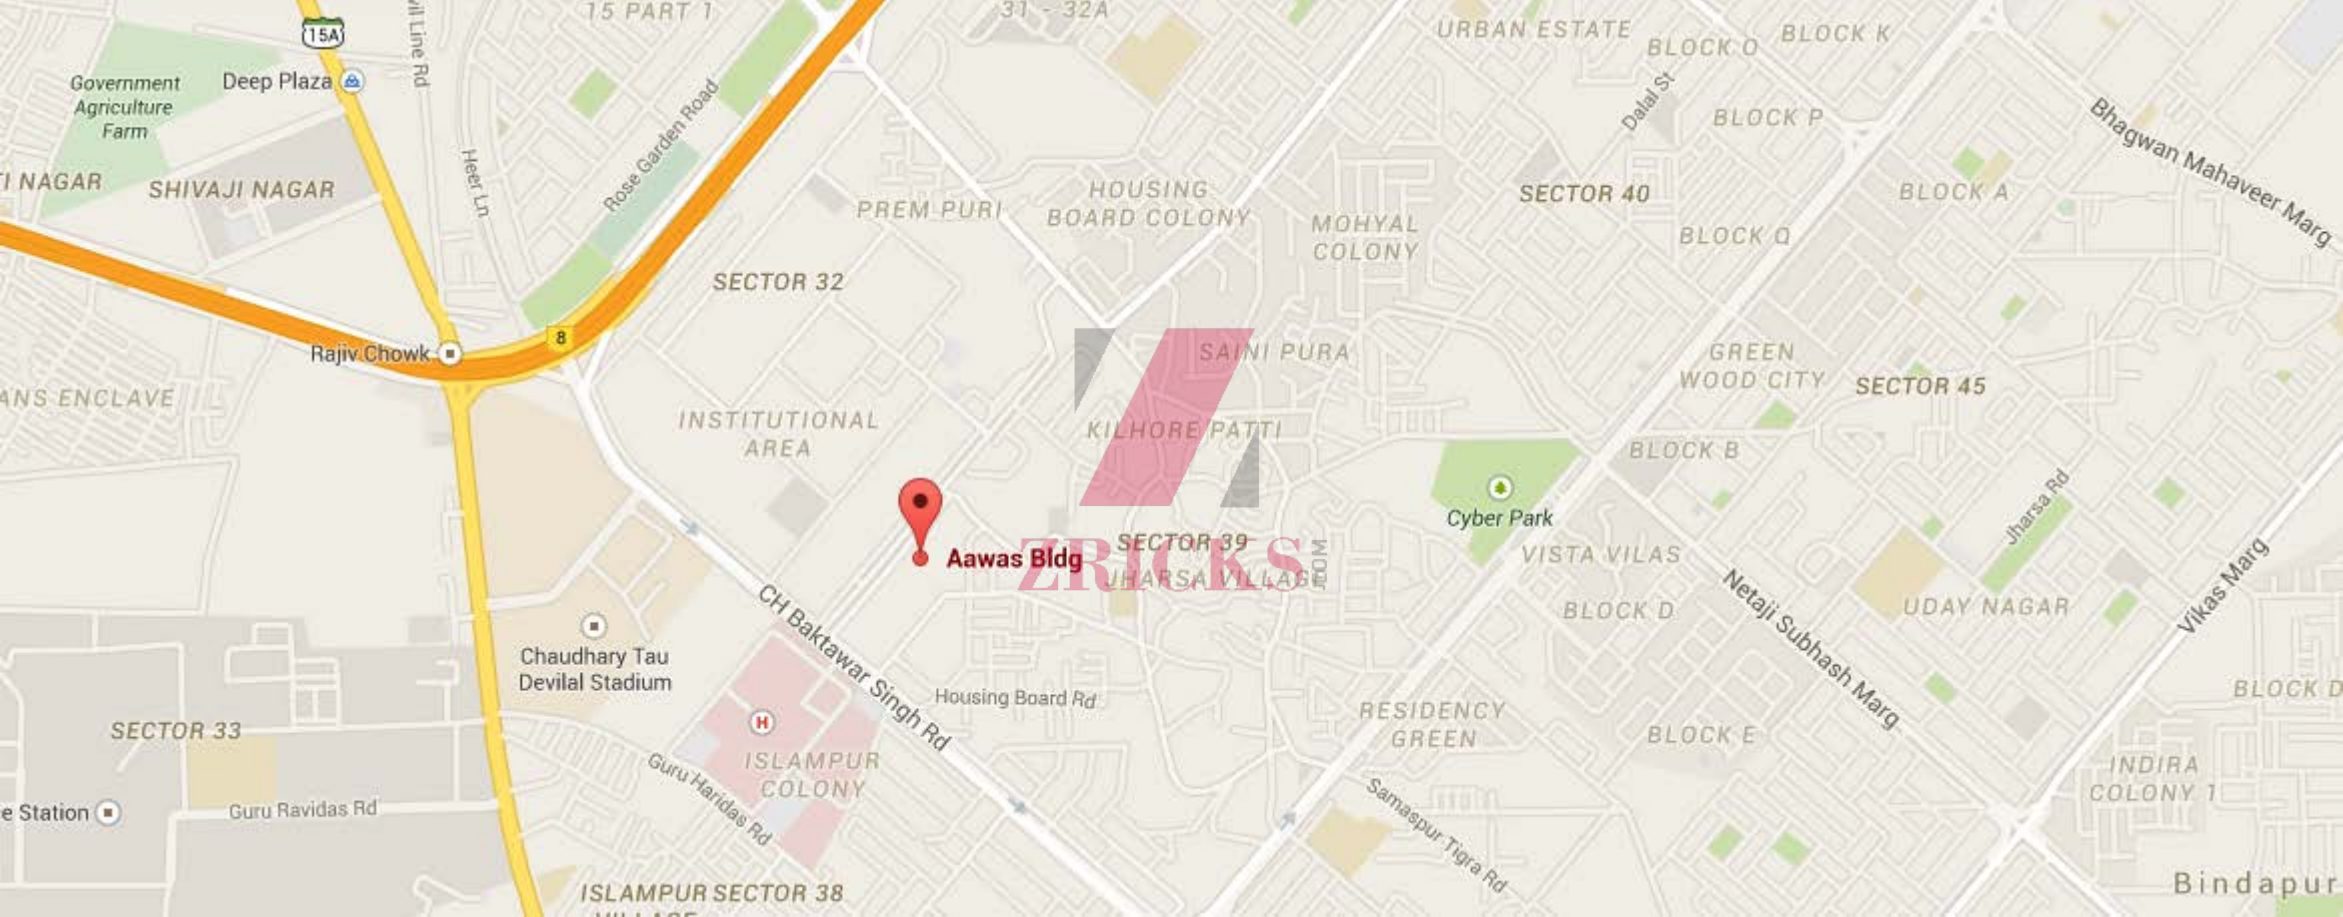 15 PART 1
31 - 32A
URBAN ESTATE
BLOCK O
BLOCK K
15A
Deep Plaza
Government
Agriculture
Farm
Rose Garden Road
Dalal St
BLOCK P
Bhagwan Mahaveer Marg
Heer Ln
I NAGAR
SHIVAJI NAGAR
PREM PURI
HOUSING
BOARD COLONY
MOHYAL
COLONY
SECTOR 40
BLOCK A
BLOCK Q
SECTOR 32
8
Rajiv Chowk
SAINI PURA
GREEN
WOOD CITY
SECTOR 45
ANS ENCLAVE
INSTITUTIONAL
AREA
KILHORE PATTI
BLOCK B
Cyber Park
Jharsa Rd
SECTOR 39
Aawas Bldg
ZRICKS
.COM
JHARSA VILLAGE
VISTA VILAS
BLOCK D
Netaji Subhash Marg
UDAY NAGAR
Vikas Marg
Chaudhary Tau
Devilal Stadium
CH Baktawar Singh Rd
Housing Board Rd
SECTOR 33
H
ISLAMPUR
COLONY
Guru Haridas Rd
RESIDENCY
GREEN
BLOCK E
BLOCK D
INDIRA
COLONY 1
e Station
Guru Ravidas Rd
Samaspur Tigra Rd
ISLAMPUR
SECTOR 38
Bindapur